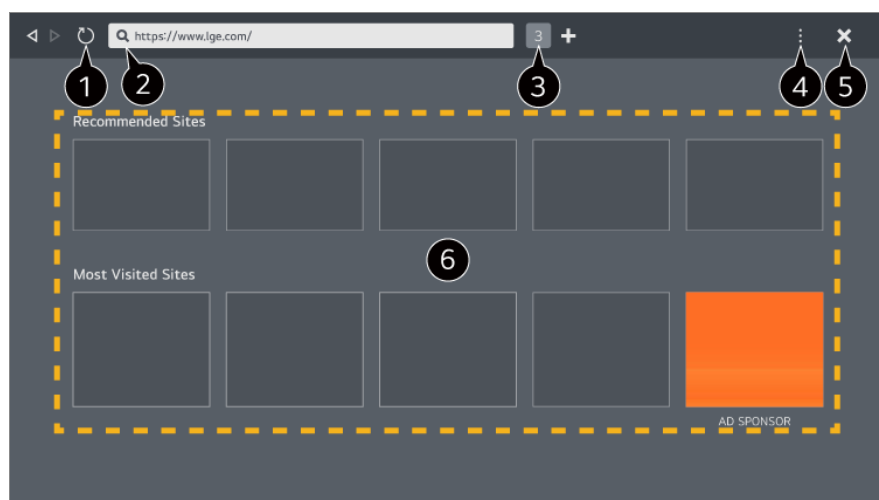 https://www.lge.com/ 3
1 2 3 4 5
Recommended Sites
6
Most Visited Sites
AD SPONSOR